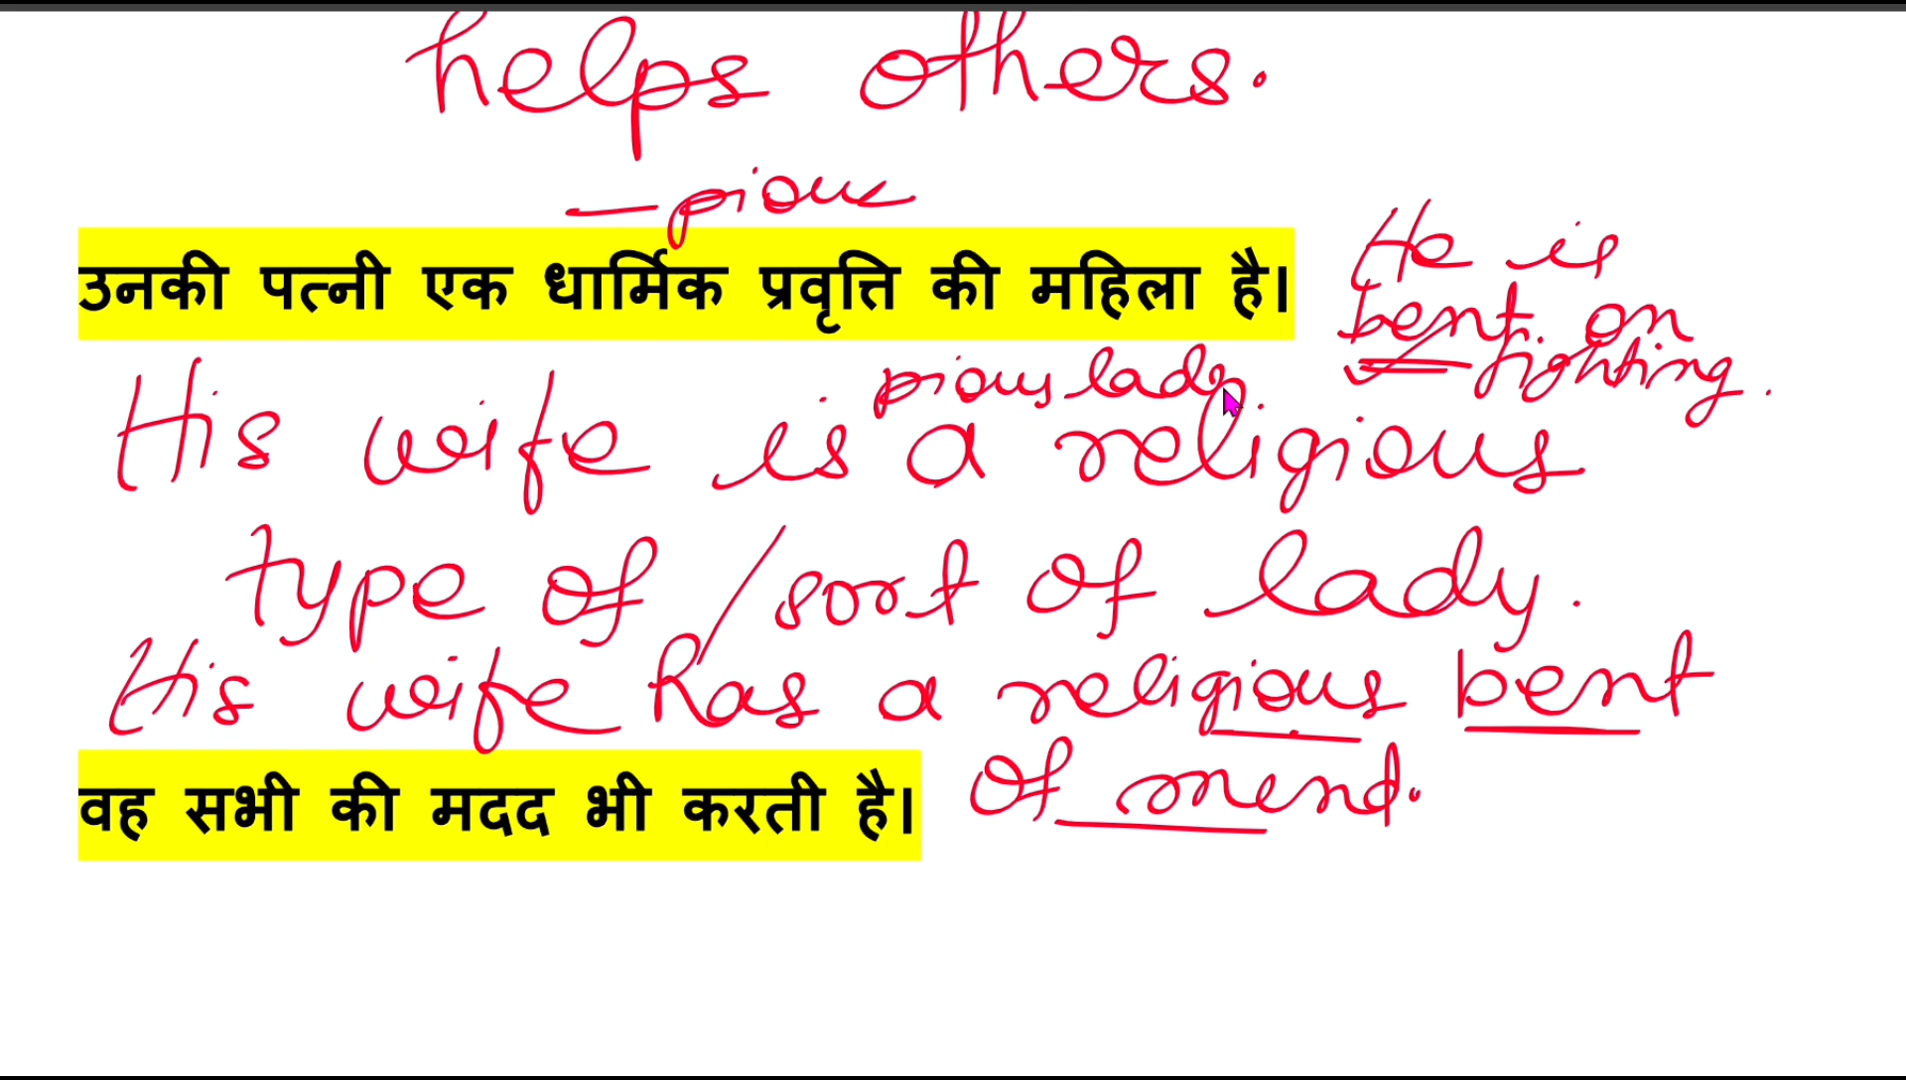 helps others.
— pious
उनकी पत्नी एक धार्मिक प्रवृत्ति की महिला है।
He is
bent on
fighting.
pious lady
His wife is a religious
type of / sort of lady.
His wife has a religious bent
of mind.
वह सभी की मदद भी करती है।